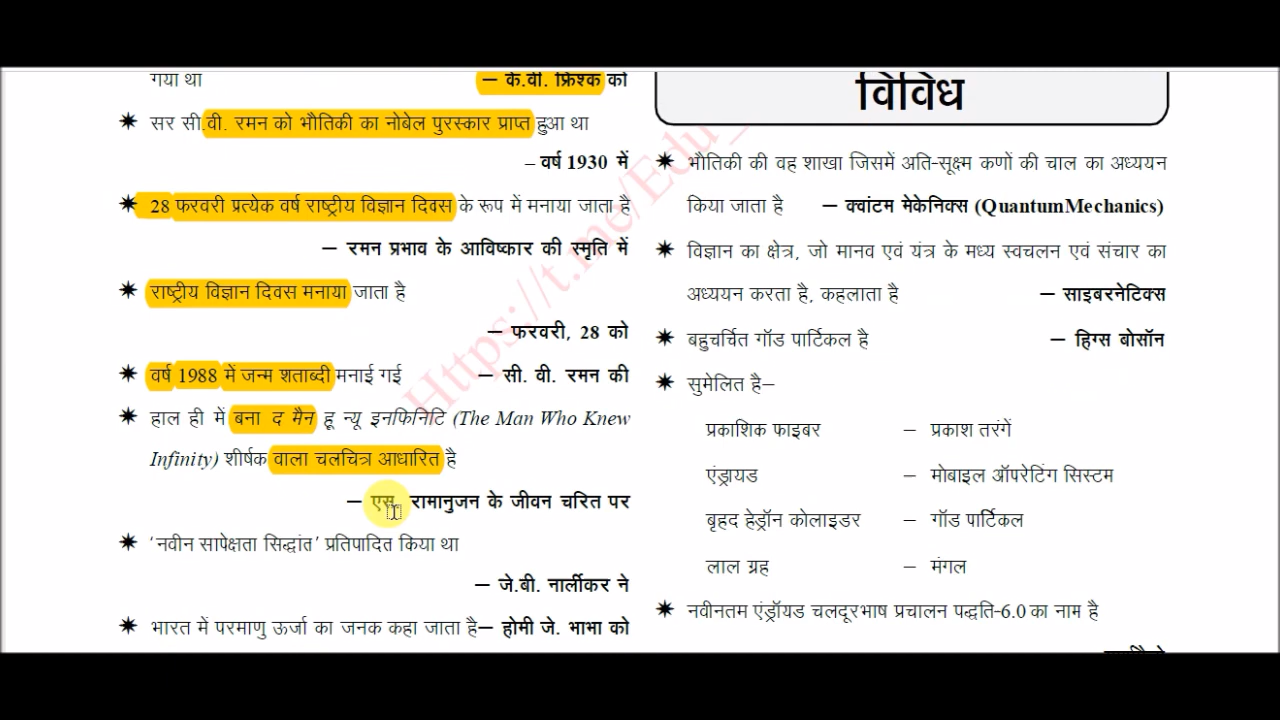 गया था – के.वी. फ्रिश्क को
✷ सर सी.वी. रमन को भौतिकी का नोबेल पुरस्कार प्राप्त हुआ था
– वर्ष 1930 में
✷ 28 फरवरी प्रत्येक वर्ष राष्ट्रीय विज्ञान दिवस के रूप में मनाया जाता है
– रमन प्रभाव के आविष्कार की स्मृति में
✷ राष्ट्रीय विज्ञान दिवस मनाया जाता है
– फरवरी, 28 को
✷ वर्ष 1988 में जन्म शताब्दी मनाई गई – सी. वी. रमन की
✷ हाल ही में बना द मैन हू न्यू इनफिनिटि (The Man Who Knew
Infinity) शीर्षक वाला चलचित्र आधारित है
– एस. रामानुजन के जीवन चरित पर
✷ 'नवीन सापेक्षता सिद्धांत' प्रतिपादित किया था
– जे.बी. नार्लीकर ने
✷ भारत में परमाणु ऊर्जा का जनक कहा जाता है– होमी जे. भाभा को
विविध
✷ भौतिकी की वह शाखा जिसमें अति-सूक्ष्म कणों की चाल का अध्ययन
किया जाता है – क्वांटम मेकेनिक्स (QuantumMechanics)
✷ विज्ञान का क्षेत्र, जो मानव एवं यंत्र के मध्य स्वचलन एवं संचार का
अध्ययन करता है, कहलाता है – साइबरनेटिक्स
✷ बहुचर्चित गॉड पार्टिकल है – हिग्स बोसॉन
✷ सुमेलित है–
प्रकाशिक फाइबर – प्रकाश तरंगें
एंड्रायड – मोबाइल ऑपरेटिंग सिस्टम
बृहद हेड्रॉन कोलाइडर – गॉड पार्टिकल
लाल ग्रह – मंगल
✷ नवीनतम एंड्रॉयड चलदूरभाष प्रचालन पद्धति-6.0 का नाम है
Https://t.me/Edu_